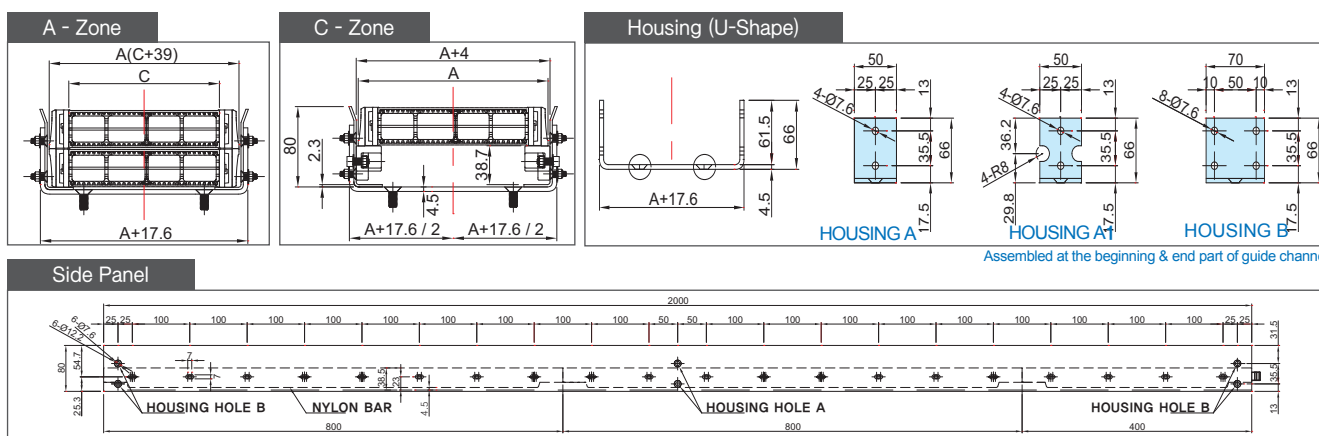 A - Zone
A(C+39)
C
A+17.6
C - Zone
A+4
A
80
2.3
38.7
4.5
A+17.6 / 2
A+17.6 / 2
Housing (U-Shape)
61.5
66
4.5
A+17.6
50
25 25
13
4-Ø7.6
35.5
66
17.5
HOUSING A
50
25 25
13
4-Ø7.6
36.2
35.5
66
4-R8
29.8
17.5
HOUSING A1
70
10 50 10
13
8-Ø7.6
35.5
66
17.5
HOUSING B
Assembled at the beginning & end part of guide channe
Side Panel
2000
6-Ø7.6
6-Ø12.2
25 25 100 100 100 100 100 100 100 100 100 50 50 100 100 100 100 100 100 100 100 100 25 25
31.5
80
54.7
7
7
38.5
23
35.5
25.3
4.5
13
HOUSING HOLE B
NYLON BAR
HOUSING HOLE A
HOUSING HOLE B
800
800
400